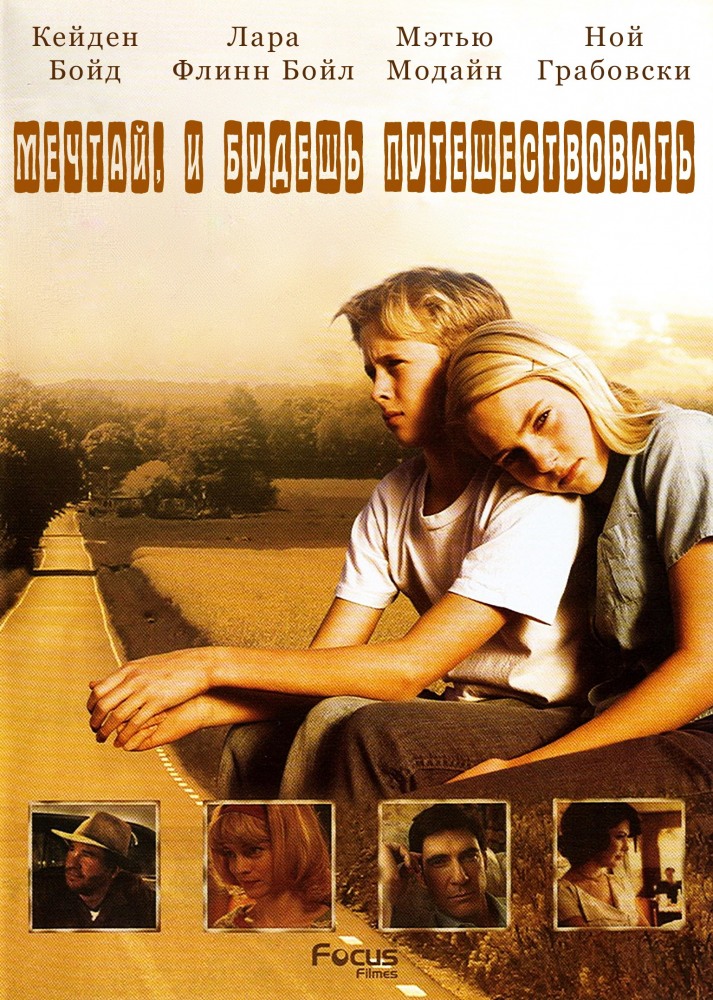 Кейден Лара Мэтью Ной
Бойд Флинн Бойл Модайн Грабовски
МЕЧТАЙ, И БУДЕШЬ ПУТЕШЕСТВОВАТЬ
Focus
Filmes